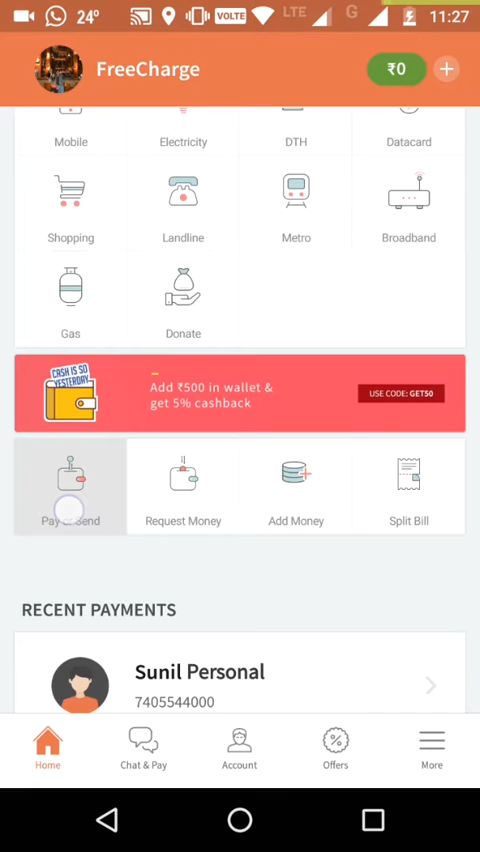 24° VOLTE LTE G 11:27
FreeCharge ₹0 +
Mobile Electricity DTH Datacard
Shopping Landline Metro Broadband
Gas Donate
CASH IS SO
YESTERDAY
Add ₹500 in wallet &
get 5% cashback
USE CODE: GET50
Pay or Send Request Money Add Money Split Bill
RECENT PAYMENTS
Sunil Personal
7405544000
Home Chat & Pay Account Offers More